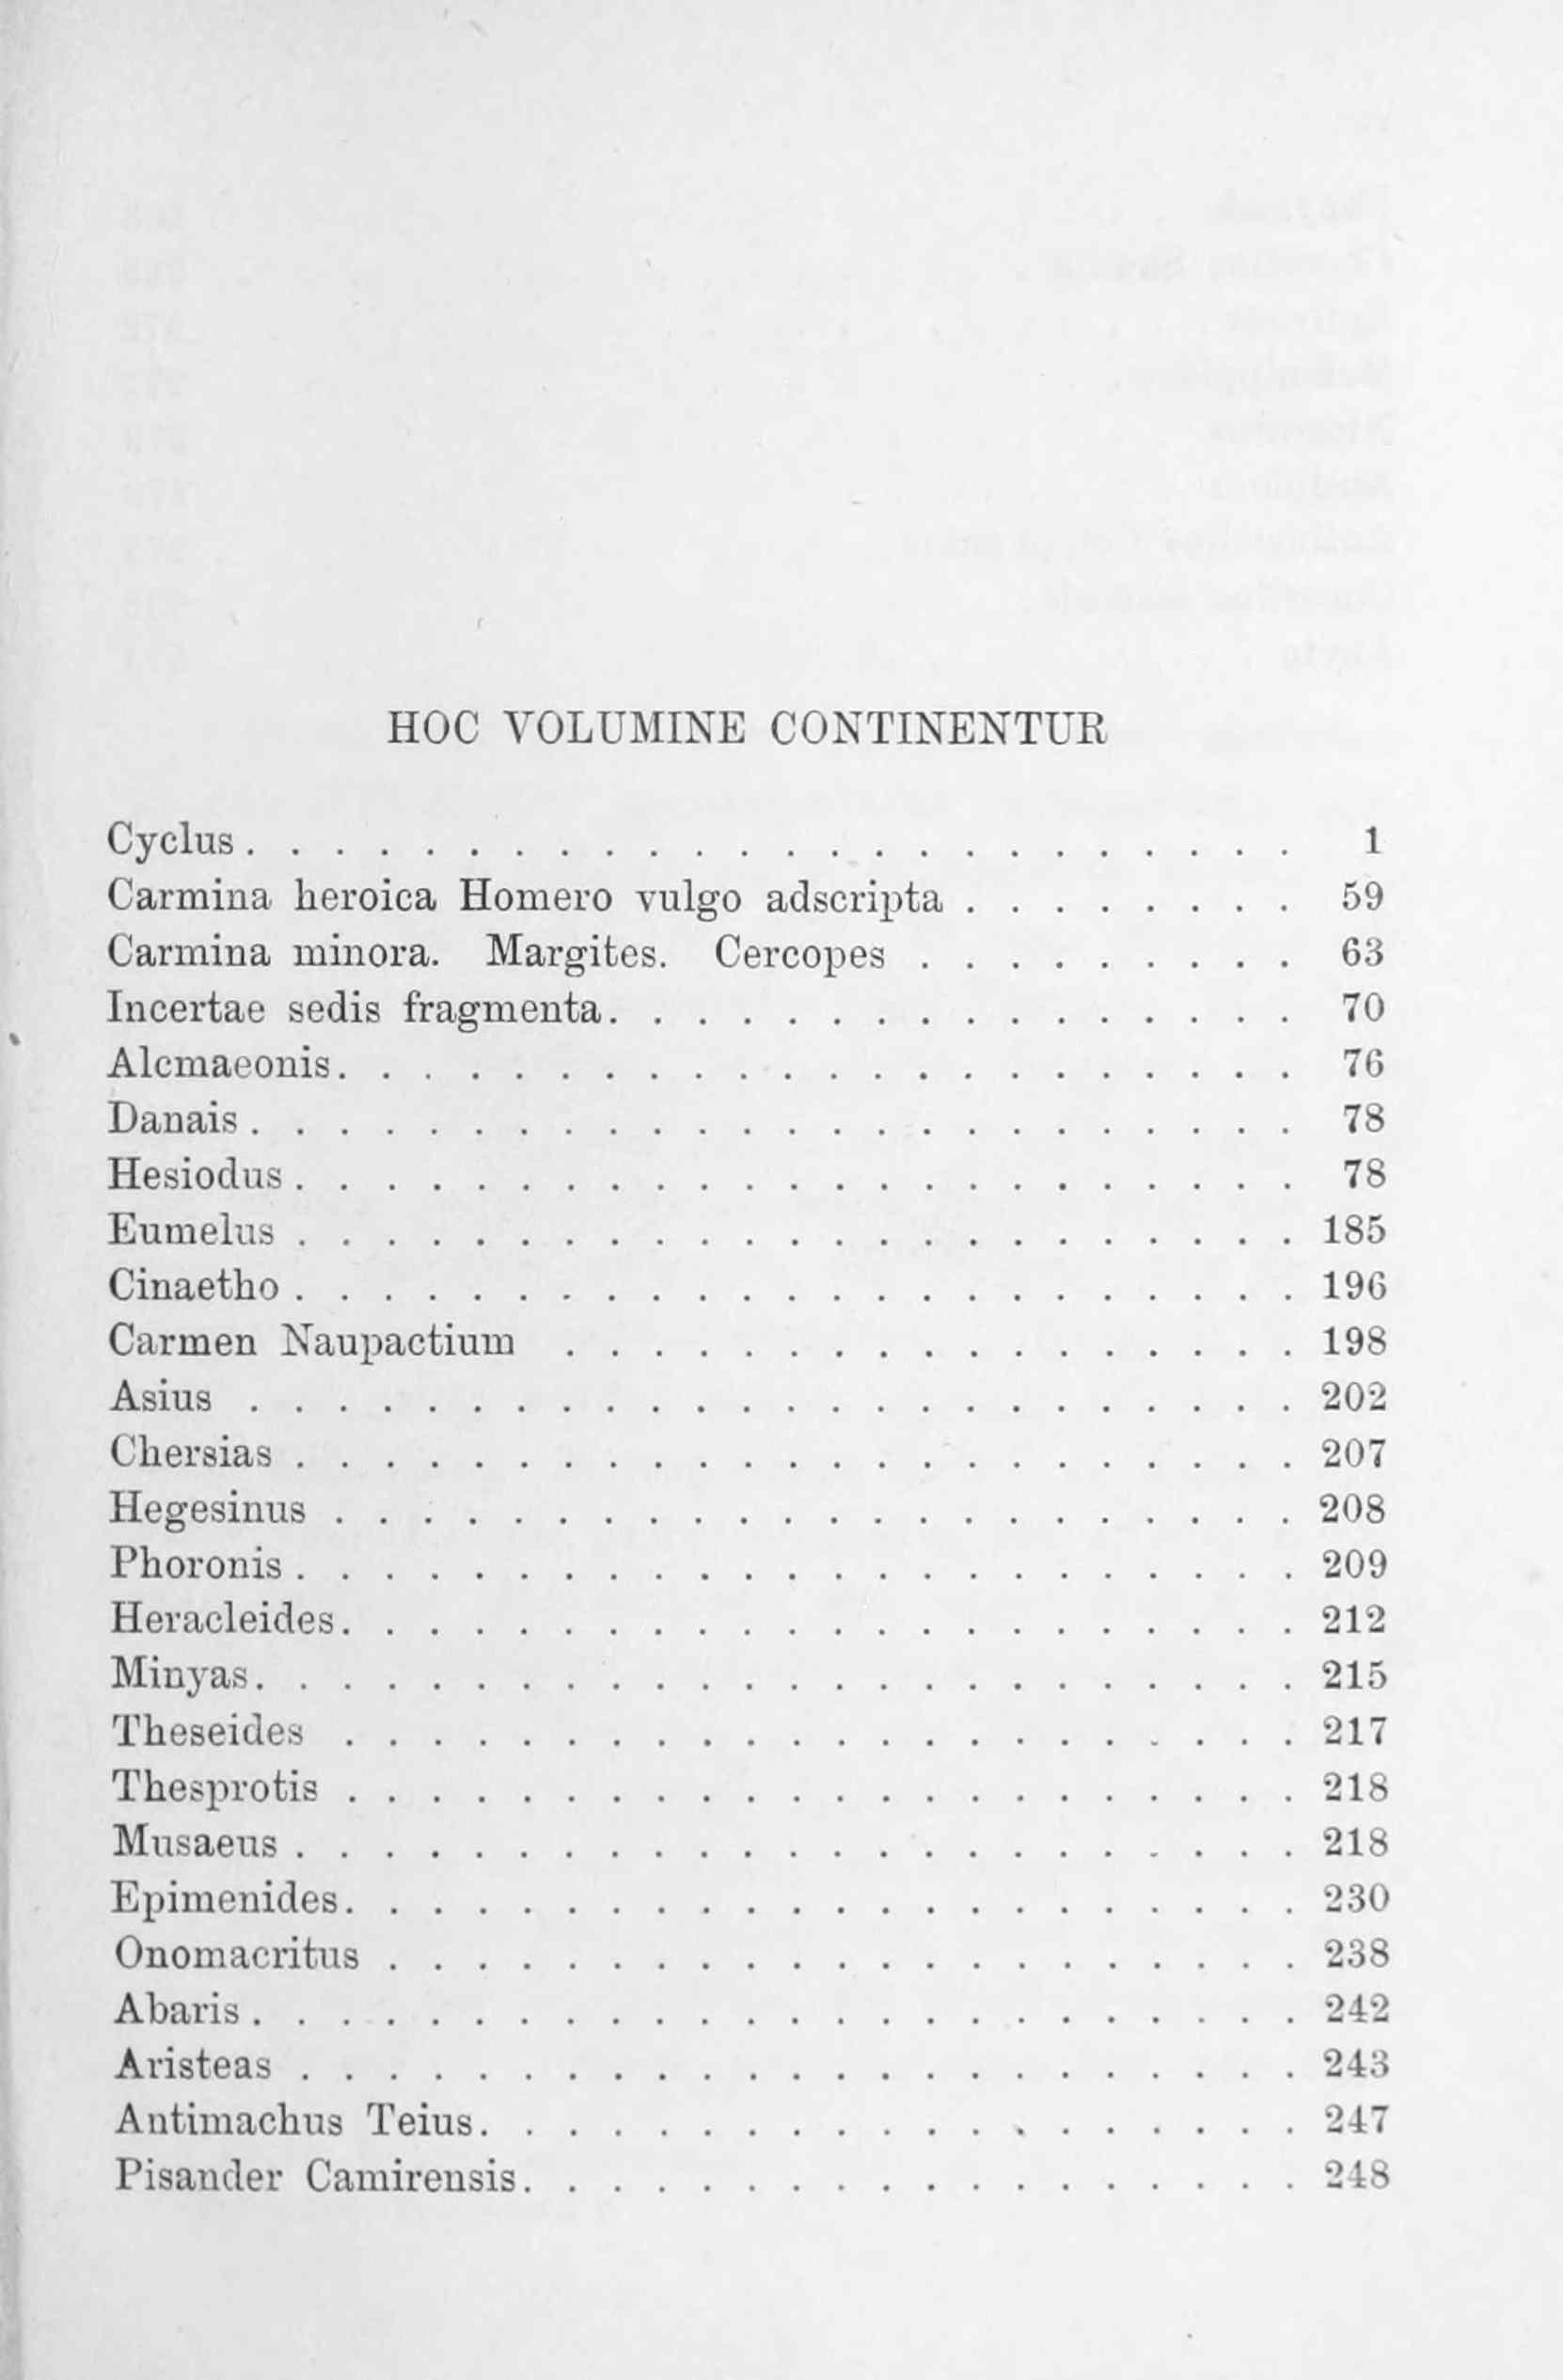 HOC VOLUMINE CONTINENTUR
Cyclus . . . . . . . . . . . . . . . . . . . . . . . . 1
Carmina heroica Homero vulgo adscripta . . . . . . . . 59
Carmina minora. Margites. Cercopes . . . . . . . . . 63
Incertae sedis fragmenta . . . . . . . . . . . . . . . . 70
Alcmaeonis . . . . . . . . . . . . . . . . . . . . . . 76
Danais . . . . . . . . . . . . . . . . . . . . . . . . 78
Hesiodus . . . . . . . . . . . . . . . . . . . . . . . 78
Eumelus . . . . . . . . . . . . . . . . . . . . . . . 185
Cinaetho . . . . . . . . . . . . . . . . . . . . . . . 196
Carmen Naupactium . . . . . . . . . . . . . . . . . 198
Asius . . . . . . . . . . . . . . . . . . . . . . . . 202
Chersias . . . . . . . . . . . . . . . . . . . . . . . 207
Hegesinus . . . . . . . . . . . . . . . . . . . . . . 208
Phoronis . . . . . . . . . . . . . . . . . . . . . . . 209
Heracleides . . . . . . . . . . . . . . . . . . . . . . 212
Minyas . . . . . . . . . . . . . . . . . . . . . . . . 215
Theseides . . . . . . . . . . . . . . . . . . . . . . 217
Thesprotis . . . . . . . . . . . . . . . . . . . . . . 218
Musaeus . . . . . . . . . . . . . . . . . . . . . . . 218
Epimenides . . . . . . . . . . . . . . . . . . . . . . 230
Onomacritus . . . . . . . . . . . . . . . . . . . . . 238
Abaris . . . . . . . . . . . . . . . . . . . . . . . . 242
Aristeas . . . . . . . . . . . . . . . . . . . . . . . 243
Antimachus Teius . . . . . . . . . . . . . . . . . . . 247
Pisander Camirensis . . . . . . . . . . . . . . . . . . 248